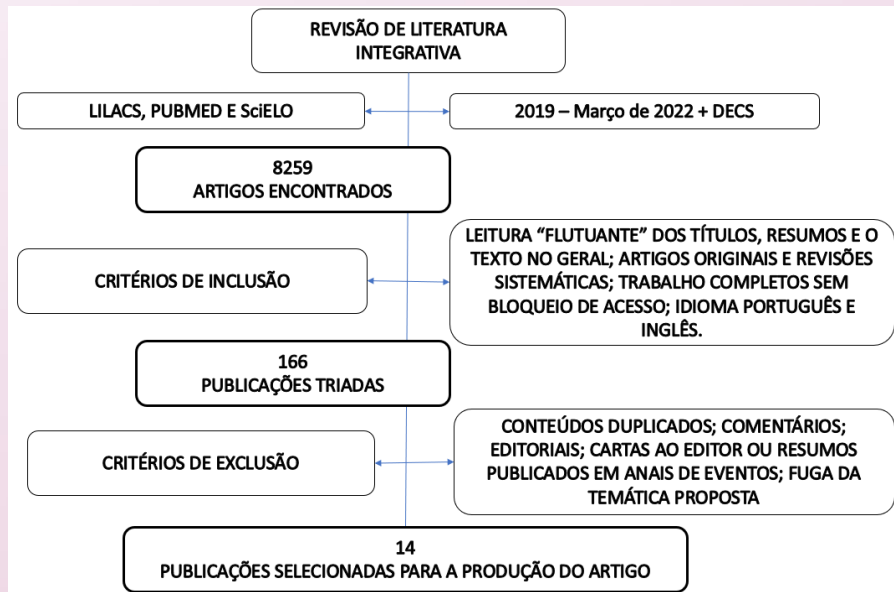 REVISÃO DE LITERATURA
INTEGRATIVA
LILACS, PUBMED E SciELO
2019 – Março de 2022 + DECS
8259
ARTIGOS ENCONTRADOS
CRITÉRIOS DE INCLUSÃO
LEITURA “FLUTUANTE” DOS TÍTULOS, RESUMOS E O
TEXTO NO GERAL; ARTIGOS ORIGINAIS E REVISÕES
SISTEMÁTICAS; TRABALHO COMPLETOS SEM
BLOQUEIO DE ACESSO; IDIOMA PORTUGUÊS E
INGLÊS.
166
PUBLICAÇÕES TRIADAS
CRITÉRIOS DE EXCLUSÃO
CONTEÚDOS DUPLICADOS; COMENTÁRIOS;
EDITORIAIS; CARTAS AO EDITOR OU RESUMOS
PUBLICADOS EM ANAIS DE EVENTOS; FUGA DA
TEMÁTICA PROPOSTA
14
PUBLICAÇÕES SELECIONADAS PARA A PRODUÇÃO DO ARTIGO